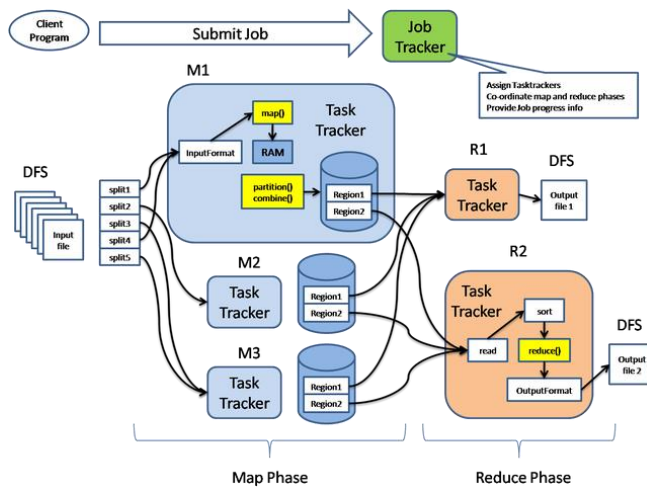 Client
Program
Submit Job
Job
Tracker
Assign Tasktrackers
Co-ordinate map and reduce phases
Provide Job progress info
M1
map()
Task
Tracker
InputFormat
RAM
partition()
combine()
Region1
Region2
DFS
Input
file
split1
split2
split3
split4
split5
M2
Task
Tracker
Region1
Region2
M3
Task
Tracker
Region1
Region2
R1
Task
Tracker
DFS
Output
file 1
R2
Task
Tracker
sort
read
reduce()
OutputFormat
DFS
Output
file 2
Map Phase
Reduce Phase